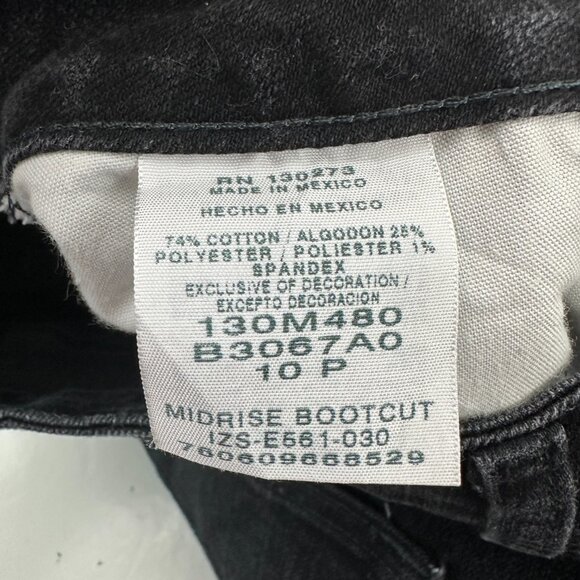 RN 130273
MADE IN MEXICO
HECHO EN MEXICO
74% COTTON / ALGODON 25%
POLYESTER / POLIESTER 1%
SPANDEX
EXCLUSIVE OF DECORATION /
EXCEPTO DECORACION
130M480
B3067A0
10 P
MIDRISE BOOTCUT
IZS-E561-030
760609668529